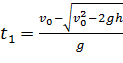 t₁ = (v₀−√(v₀²−2gh))/g